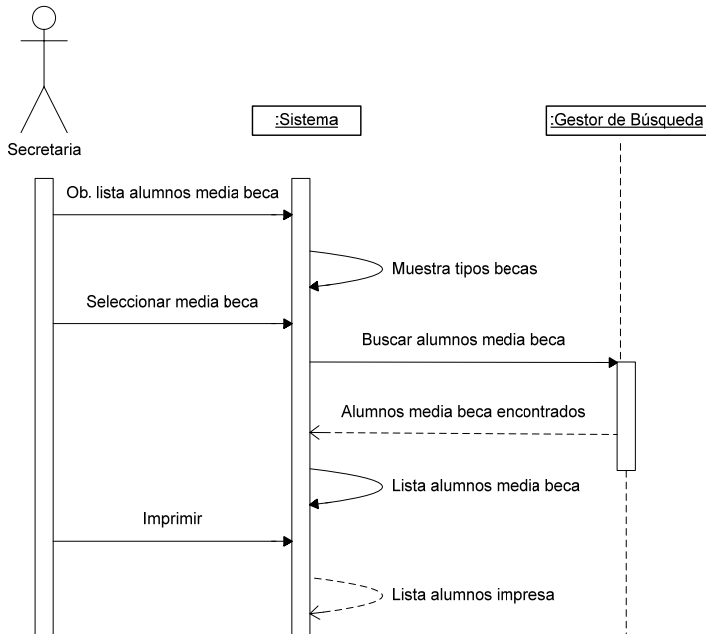 :Sistema
:Gestor de Búsqueda
Secretaria
Ob. lista alumnos media beca
Muestra tipos becas
Seleccionar media beca
Buscar alumnos media beca
Alumnos media beca encontrados
Lista alumnos media beca
Imprimir
Lista alumnos impresa